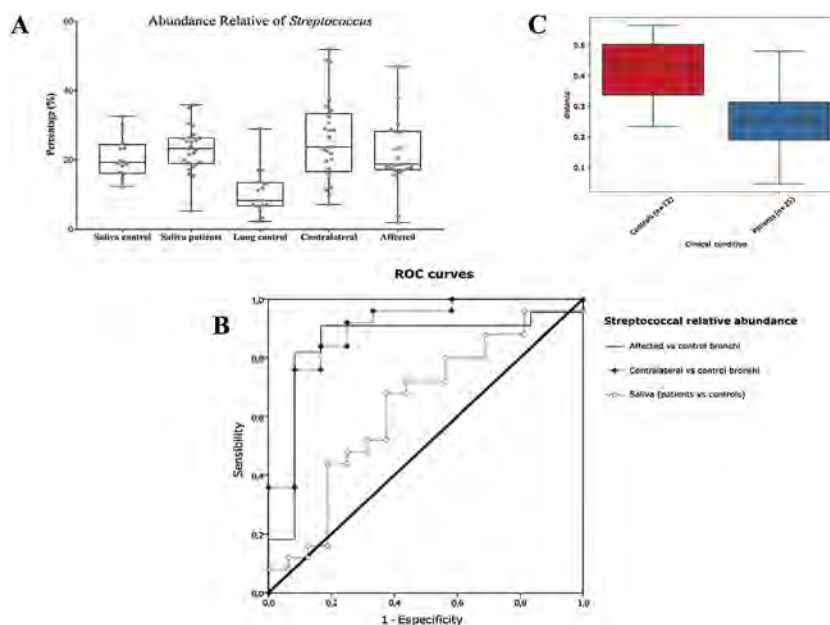 A
Abundance Relative of Streptococcus
Percentage (%)
60
40
20
0
Saliva control
Saliva patients
Lung control
Contralateral
Affered
C
distance
0.5
0.4
0.3
0.2
0.1
Controls (n=12)
Patients (n=25)
Clinical condition
ROC curves
B
Sensibility
1,0
0,8
0,6
0,4
0,2
0,0
0,0
0,2
0,4
0,6
0,8
1,0
1 - Especificity
Streptococcal relative abundance
Affected vs control bronchi
Contralateral vs control bronchi
Saliva (patients vs controls)